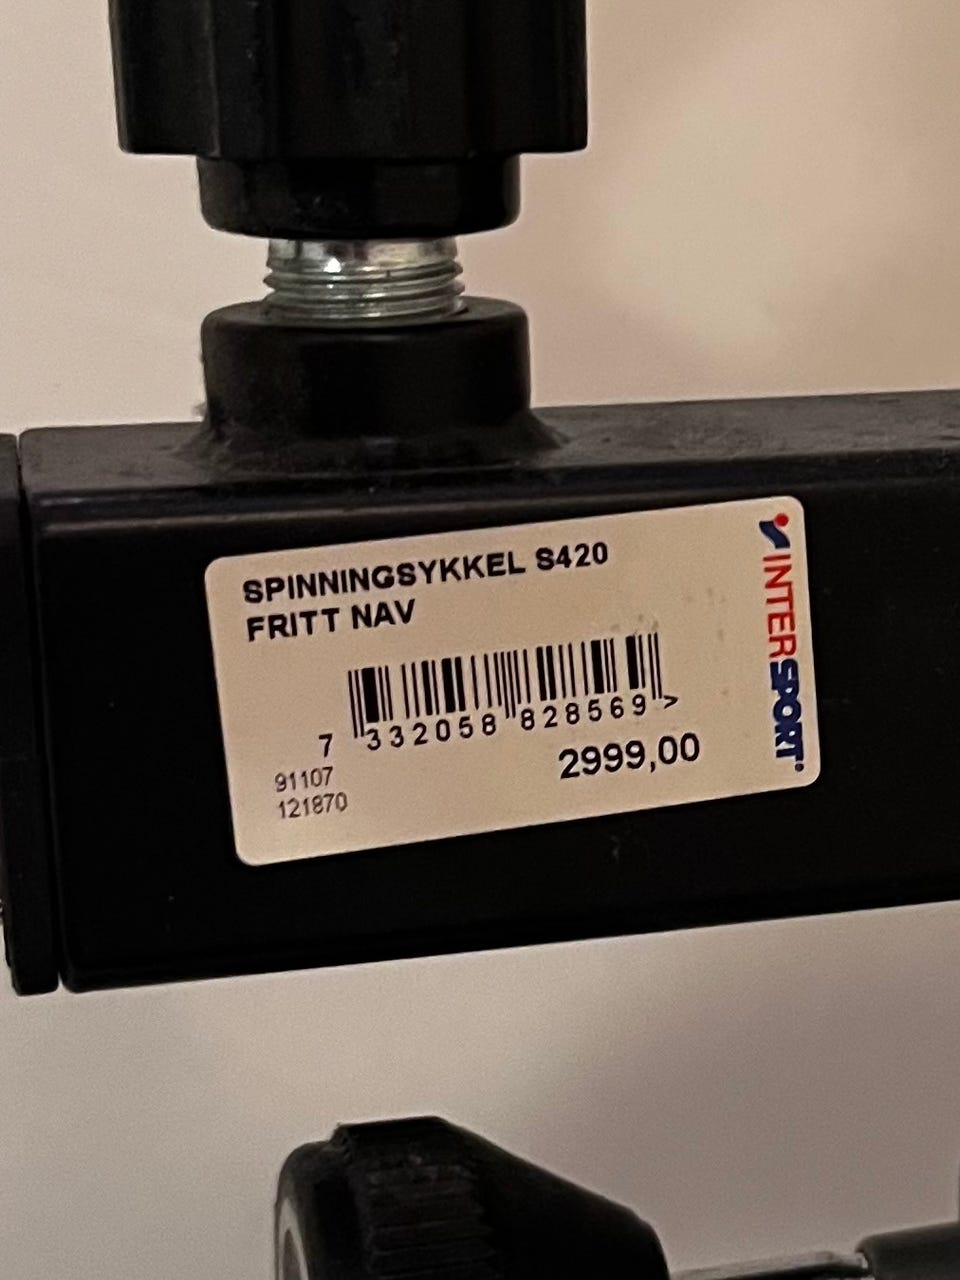 SPINNINGSYKKEL S420
FRITT NAV
7 332058 828569 >
91107
121870
2999,00
INTERSPORT